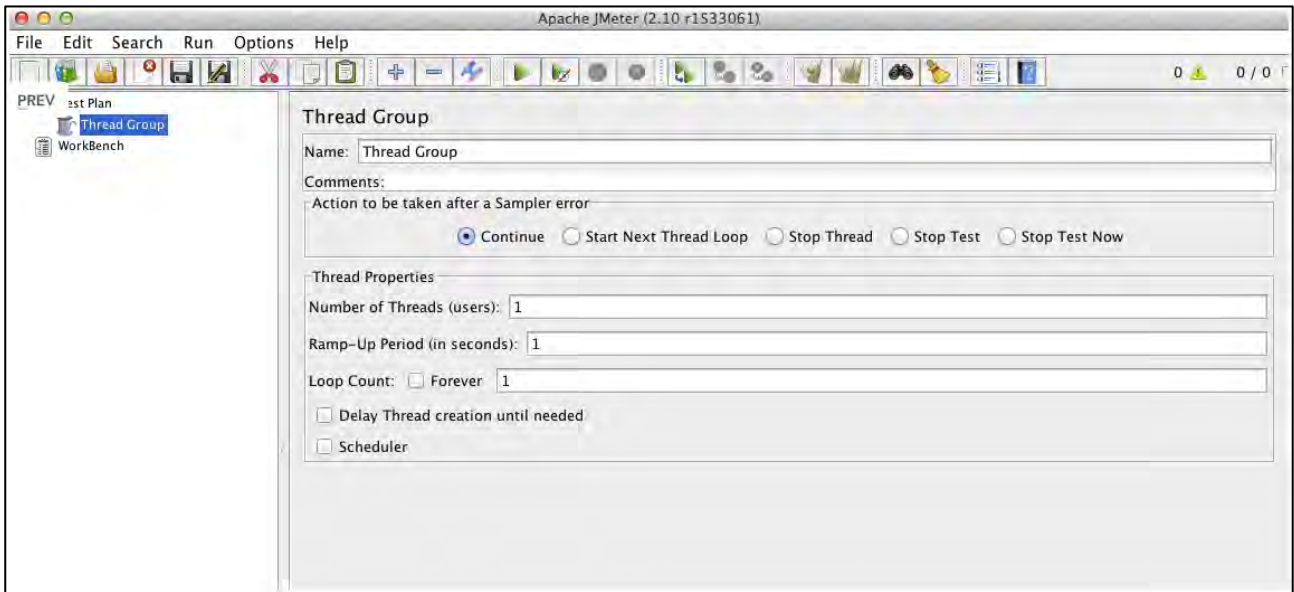 Apache JMeter (2.10 r1533061)
File Edit Search Run Options Help
0 0 / 0
PREV est Plan
Thread Group
WorkBench
Thread Group
Name: Thread Group
Comments:
Action to be taken after a Sampler error
Continue Start Next Thread Loop Stop Thread Stop Test Stop Test Now
Thread Properties
Number of Threads (users): 1
Ramp-Up Period (in seconds): 1
Loop Count: Forever 1
Delay Thread creation until needed
Scheduler